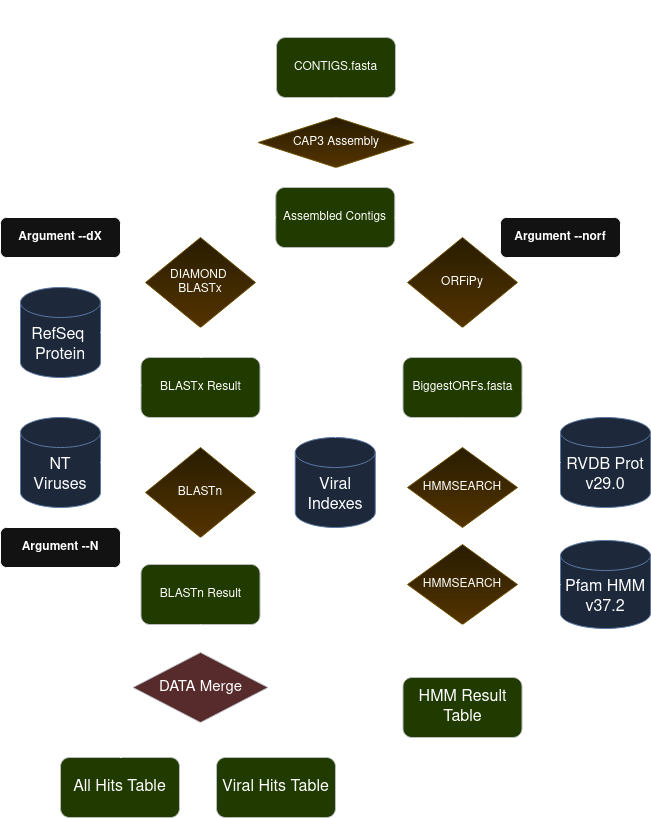 CONTIGS.fasta
CAP3 Assembly
Assembled Contigs
Argument --dX
Argument --norf
DIAMOND
BLASTx
ORFiPy
RefSeq
Protein
BLASTx Result
BiggestORFs.fasta
NT
Viruses
BLASTn
Viral
Indexes
HMMSEARCH
RVDB Prot
v29.0
Argument --N
HMMSEARCH
Pfam HMM
v37.2
BLASTn Result
DATA Merge
HMM Result
Table
All Hits Table
Viral Hits Table